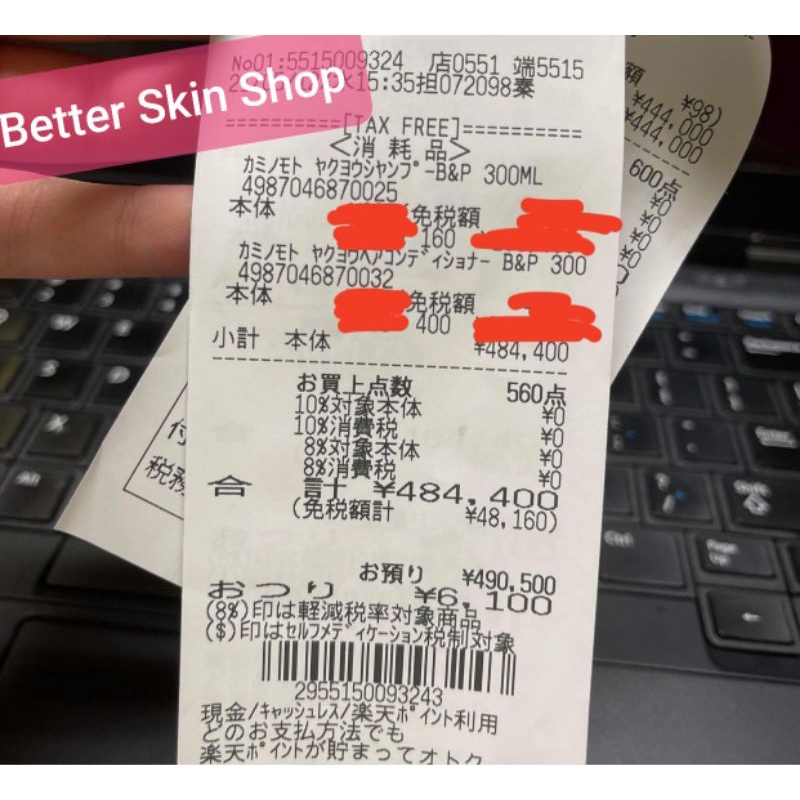 Better Skin Shop
No01:5515009324 店0551 端5515
15:35担072098秦
==========[TAX FREE]==========
<消耗品>
カミノモト ヤクヨウシャンプ゜-B&P 300ML
4987046870025
本体 免税額
160
カミノモト ヤクヨウヘアコンデ゛ィショナー B&P 300
4987046870032
本体 免税額
400
小計 本体 ¥484,400
お買上点数 560点
10%対象本体 ¥0
10%消費税 ¥0
8%対象本体 ¥0
8%消費税 ¥0
合 計 ¥484,400
(免税額計 ¥48,160)
お預り ¥490,500
おつり ¥6,100
(8%)印は軽減税率対象商品
($)印はセルフメデ゛ィケーション税制対象
2955150093243
現金/キャッシュレス/楽天ポ゜イント利用
どのお支払方法でも
楽天ポ゜イントが貯まってオトク
額 ¥98)
¥444,000
¥444,000
600点
¥0
¥0
¥0
付
税務